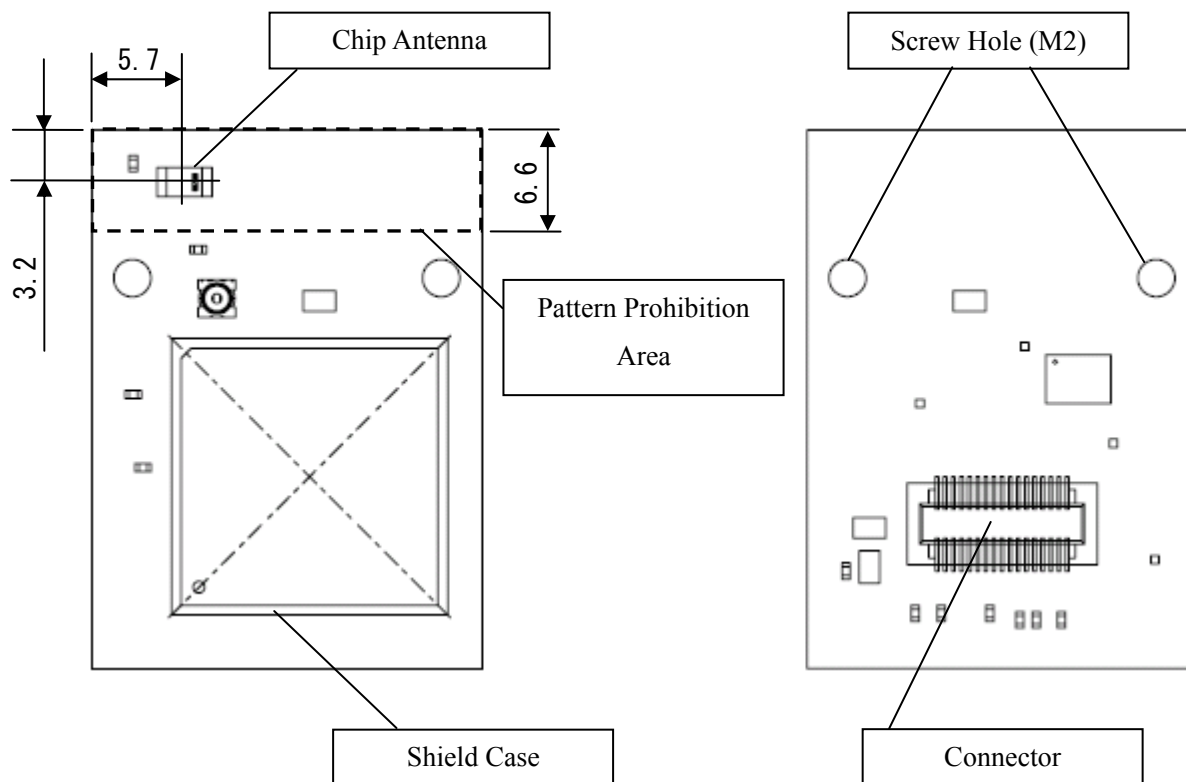 Chip Antenna
Screw Hole (M2)
5.7
6.6
3.2
Pattern Prohibition
Area
Shield Case
Connector